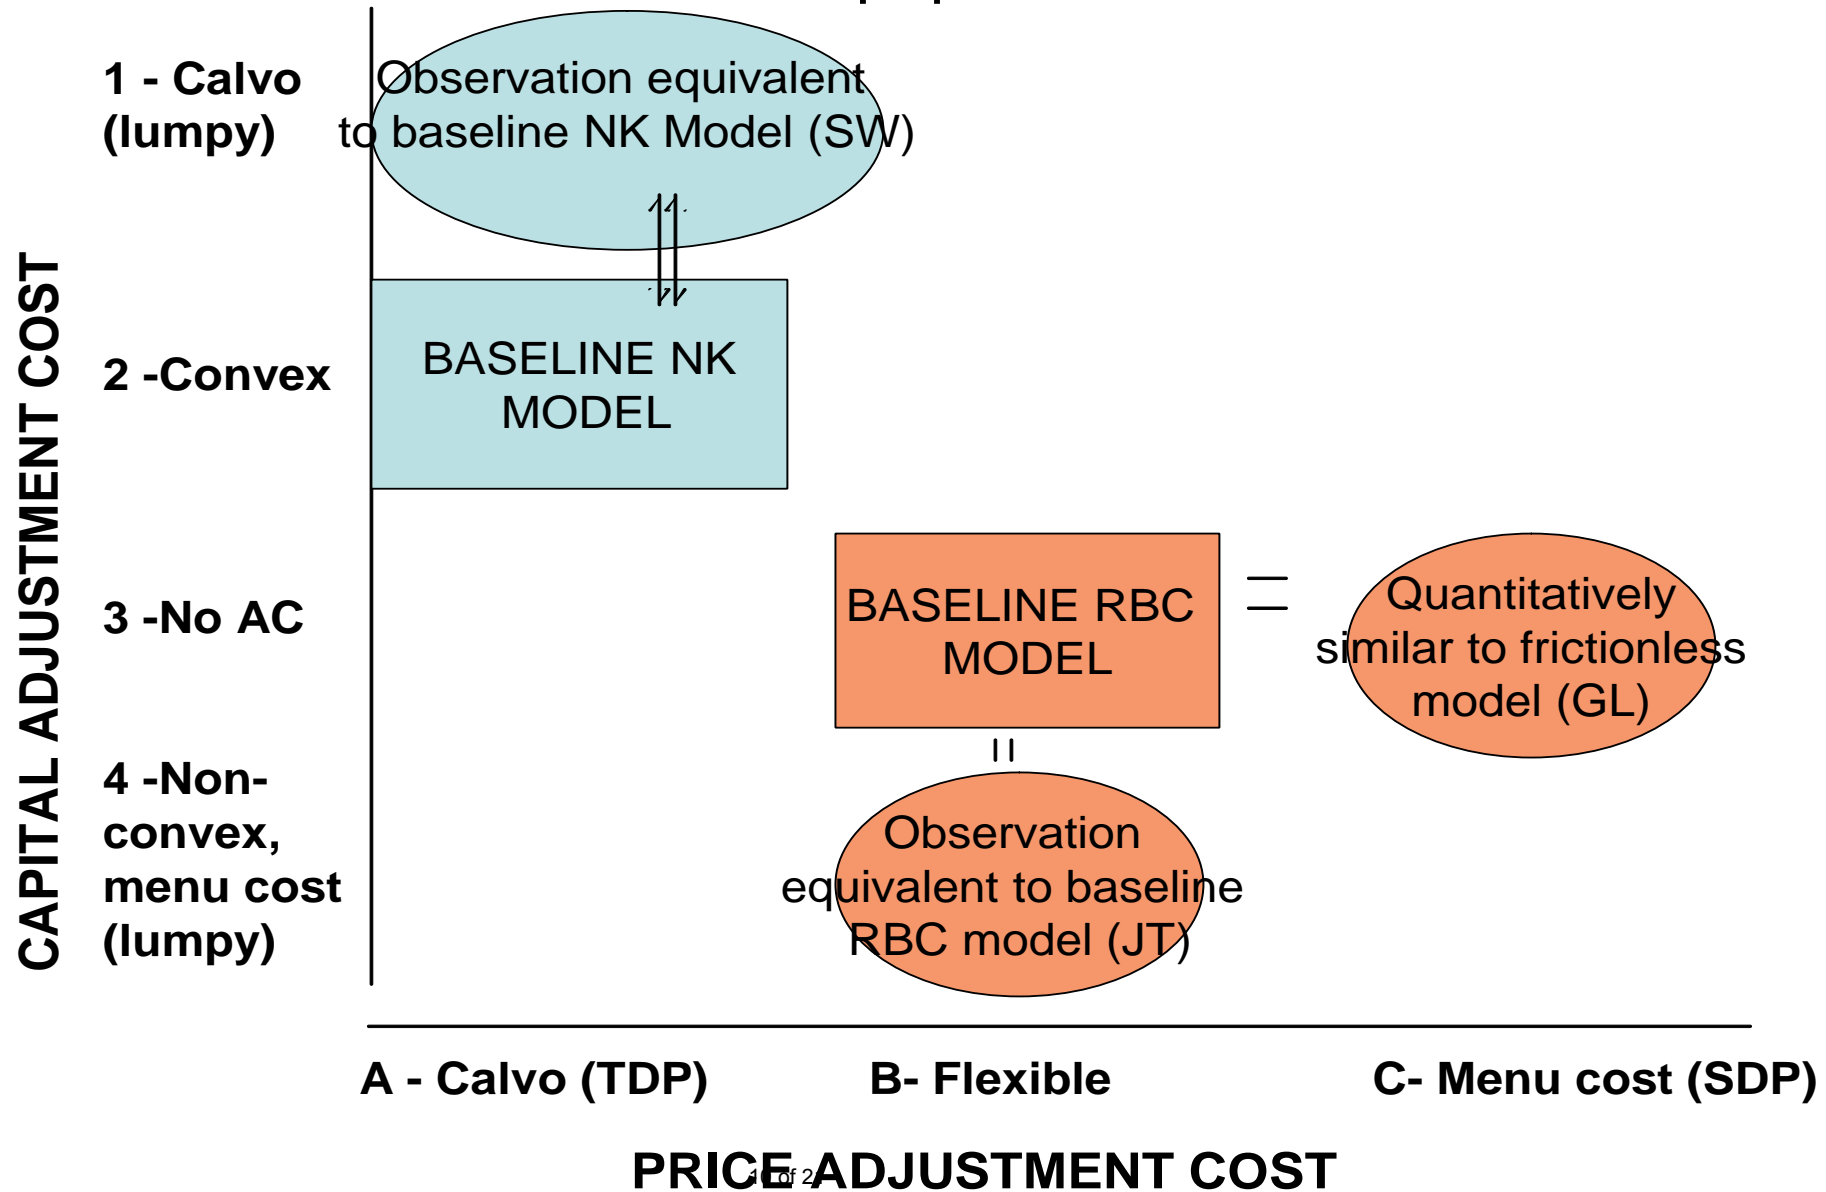 1 - Calvo
(lumpy)
Observation equivalent
to baseline NK Model (SW)
CAPITAL ADJUSTMENT COST
2 -Convex
BASELINE NK
MODEL
3 -No AC
BASELINE RBC
MODEL
Quantitatively
similar to frictionless
model (GL)
4 -Non-
convex,
menu cost
(lumpy)
Observation
equivalent to baseline
RBC model (JT)
A - Calvo (TDP)
B- Flexible
C- Menu cost (SDP)
PRICE ADJUSTMENT COST
of